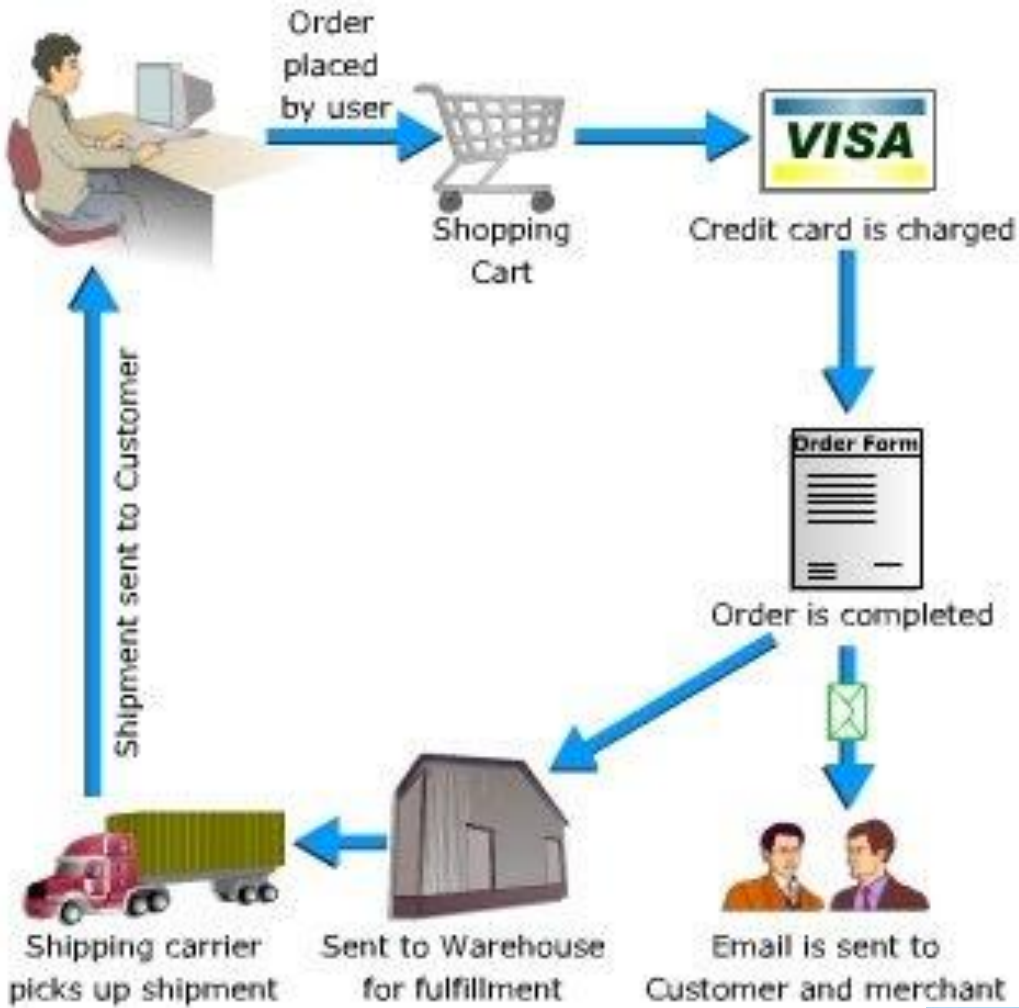 Order
placed
by user
Shopping
Cart
VISA
Credit card is charged
Order Form
Order is completed
Shipment sent to Customer
Shipping carrier
picks up shipment
Sent to Warehouse
for fulfillment
Email is sent to
Customer and merchant